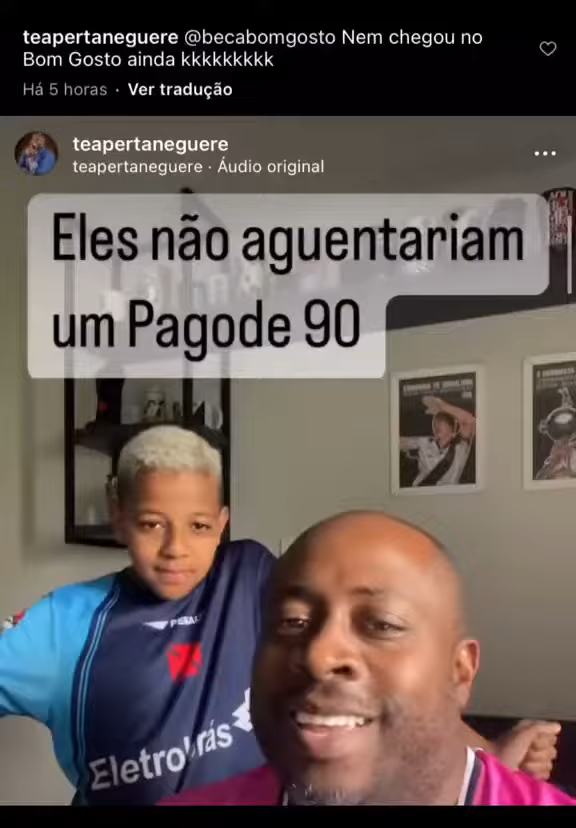 teapertaneguere @becabomgosto Nem chegou no
Bom Gosto ainda kkkkkkkkk
Há 5 horas · Ver tradução
teapertaneguere
teapertaneguere · Áudio original
Eles não aguentariam
um Pagode 90
Eletrobrás